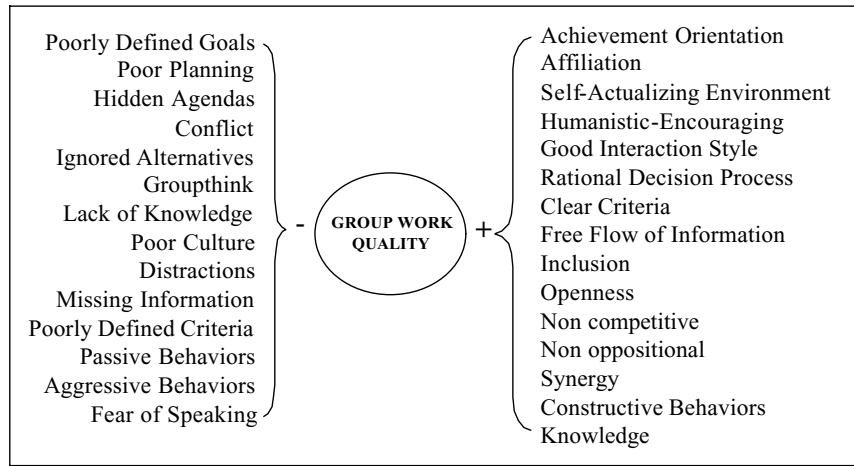 Poorly Defined Goals
Poor Planning
Hidden Agendas
Conflict
Ignored Alternatives
Groupthink
Lack of Knowledge
Poor Culture
Distractions
Missing Information
Poorly Defined Criteria
Passive Behaviors
Aggressive Behaviors
Fear of Speaking
-
GROUP WORK
QUALITY
+
Achievement Orientation
Affiliation
Self-Actualizing Environment
Humanistic-Encouraging
Good Interaction Style
Rational Decision Process
Clear Criteria
Free Flow of Information
Inclusion
Openness
Non competitive
Non oppositional
Synergy
Constructive Behaviors
Knowledge